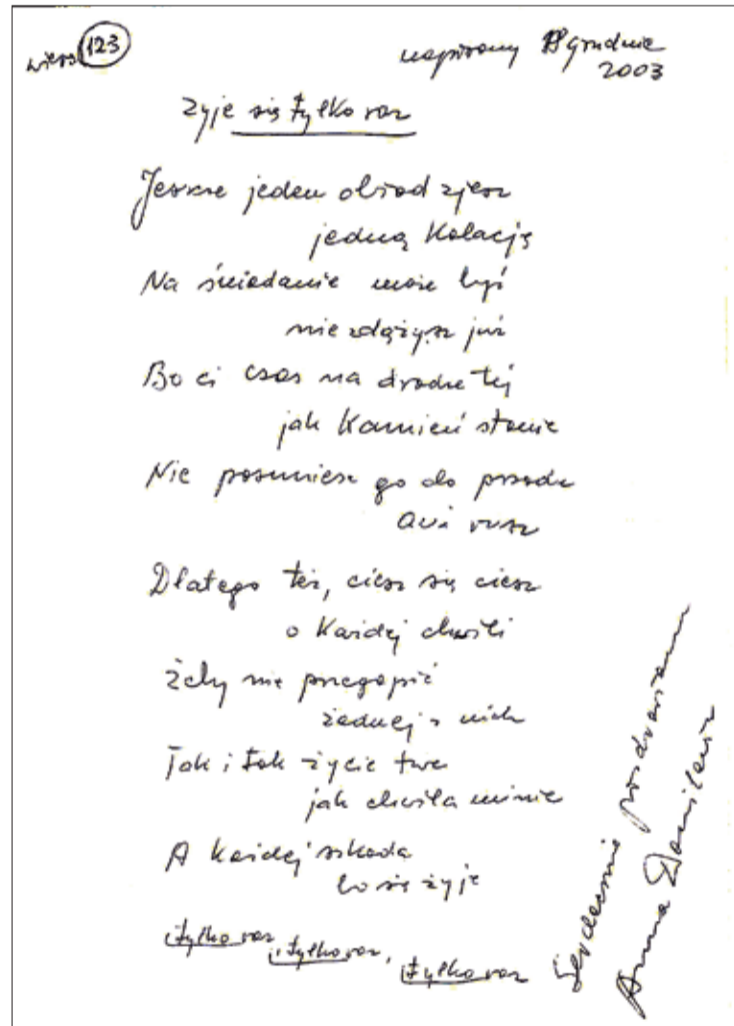 wiersz 123
napisany 18 grudnia
2003
Żyje się tylko raz
Jeszcze jeden obiad zjesz
jedną Kolację
Na śniadanie może być
nie zdążysz już
Bo ci czas na drodze tej
jak Kamień stanie
Nie posuniesz go do przodu
ani rusz
Dlatego też, ciesz się ciesz
o Każdej chwili
Żeby nie przegapić
żadnej z nich
Tak i tak życie twe
jak chwila minie
A Każdej szkoda
bo się żyje
tylko raz, tylko raz, tylko raz
Serdecznie pozdrawiam
Anna